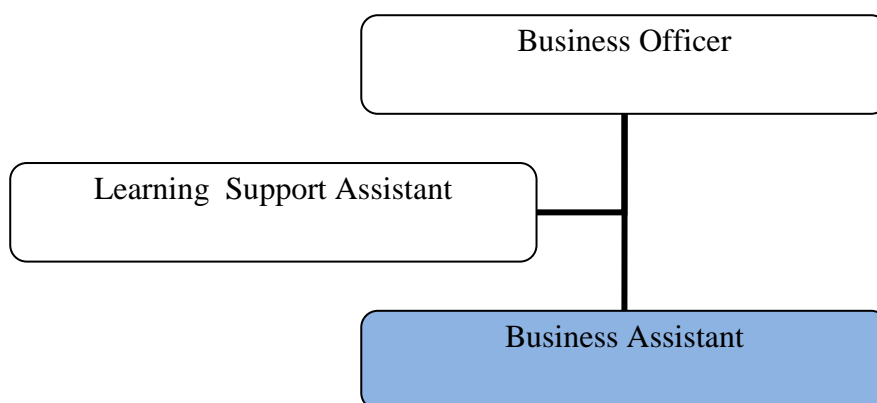 Business Officer
Learning  Support Assistant
Business Assistant